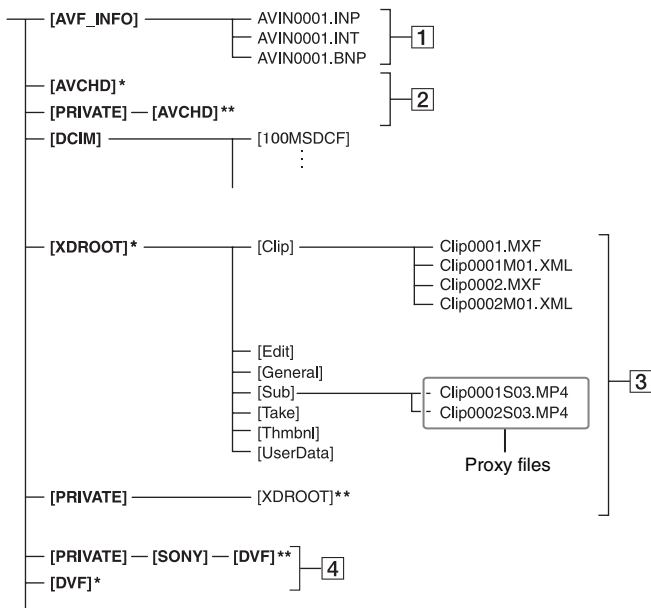 [AVF_INFO] AVIN0001.INP
AVIN0001.INT
AVIN0001.BNP
1
[AVCHD]*
[PRIVATE] [AVCHD]**
2
[DCIM] [100MSDCF]
[XDROOT]* [Clip] Clip0001.MXF
Clip0001M01.XML
Clip0002.MXF
Clip0002M01.XML
[Edit]
[General]
[Sub] Clip0001S03.MP4
[Take] Clip0002S03.MP4
[Thmbnl]
[UserData]
Proxy files
3
[PRIVATE] [XDROOT]**
[PRIVATE] [SONY] [DVF]**
[DVF]*
4